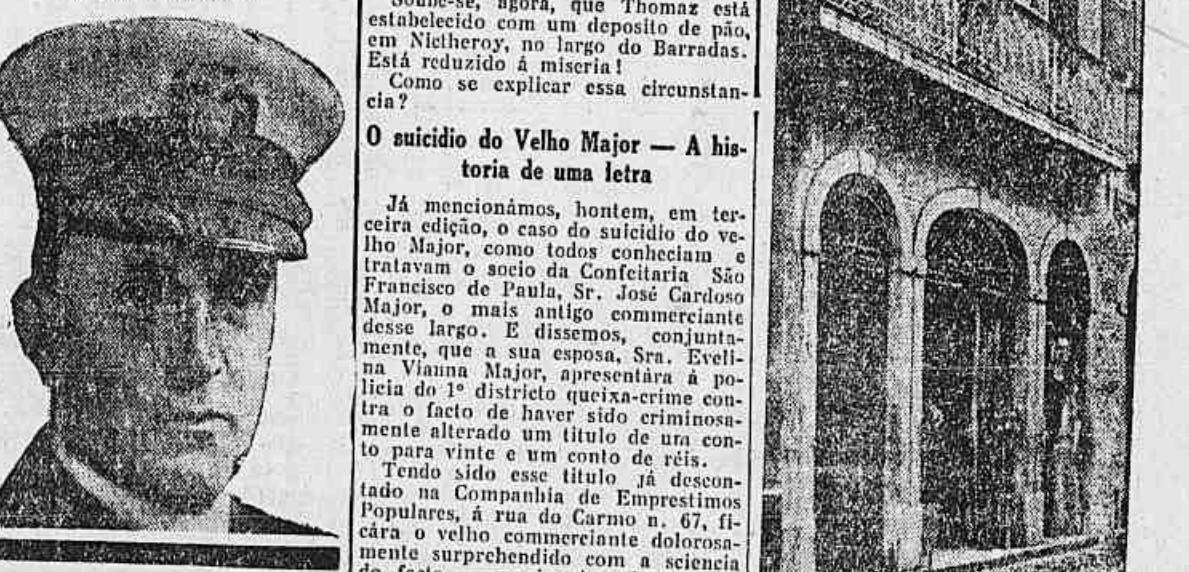 Soube-se, agora, que Thomaz está
estabelecido com um deposito de pão,
em Nictheroy, no largo do Barradas.
Está reduzido á miseria!
Como se explicar essa circunstan-
cia?
O suicidio do Velho Major — A his-
toria de uma letra
Já mencionámos, hontem, em ter-
ceira edição, o caso do suicidio do ve-
lho Major, como todos conheciam e
tratavam o socio da Confeitaria São
Francisco de Paula, Sr. José Cardoso
Major, o mais antigo commerciante
desse largo. E dissemos, conjunta-
mente, que a sua esposa, Sra. Eveli-
na Vianna Major, apresentára á po-
licia do 1º districto queixa-crime con-
tra o facto de haver sido criminosa-
mente alterado um titulo de um con-
to para vinte e um conto de réis.
Tendo sido esse titulo já descon-
tado na Companhia de Emprestimos
Populares, á rua do Carmo n. 67, fi-
cára o velho commerciante dolorosa-
mente surprehendido com a sciencia
do facto